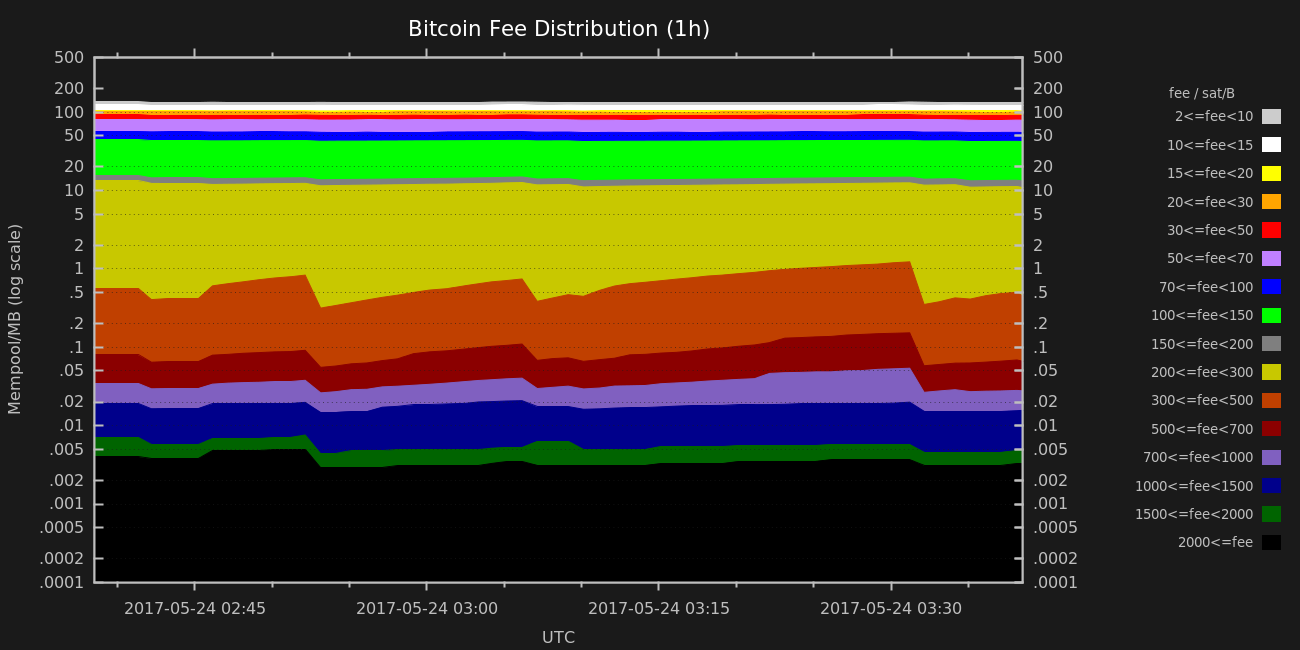 Bitcoin Fee Distribution (1h)
500 500
200 200
100 100
50 50
20 20
10 10
5 5
2 2
1 1
.5 .5
.2 .2
.1 .1
.05 .05
.02 .02
.01 .01
.005 .005
.002 .002
.001 .001
.0005 .0005
.0002 .0002
.0001 .0001
Mempool/MB (log scale)
2017-05-24 02:45 2017-05-24 03:00 2017-05-24 03:15 2017-05-24 03:30
UTC
fee / sat/B
2<=fee<10
10<=fee<15
15<=fee<20
20<=fee<30
30<=fee<50
50<=fee<70
70<=fee<100
100<=fee<150
150<=fee<200
200<=fee<300
300<=fee<500
500<=fee<700
700<=fee<1000
1000<=fee<1500
1500<=fee<2000
2000<=fee